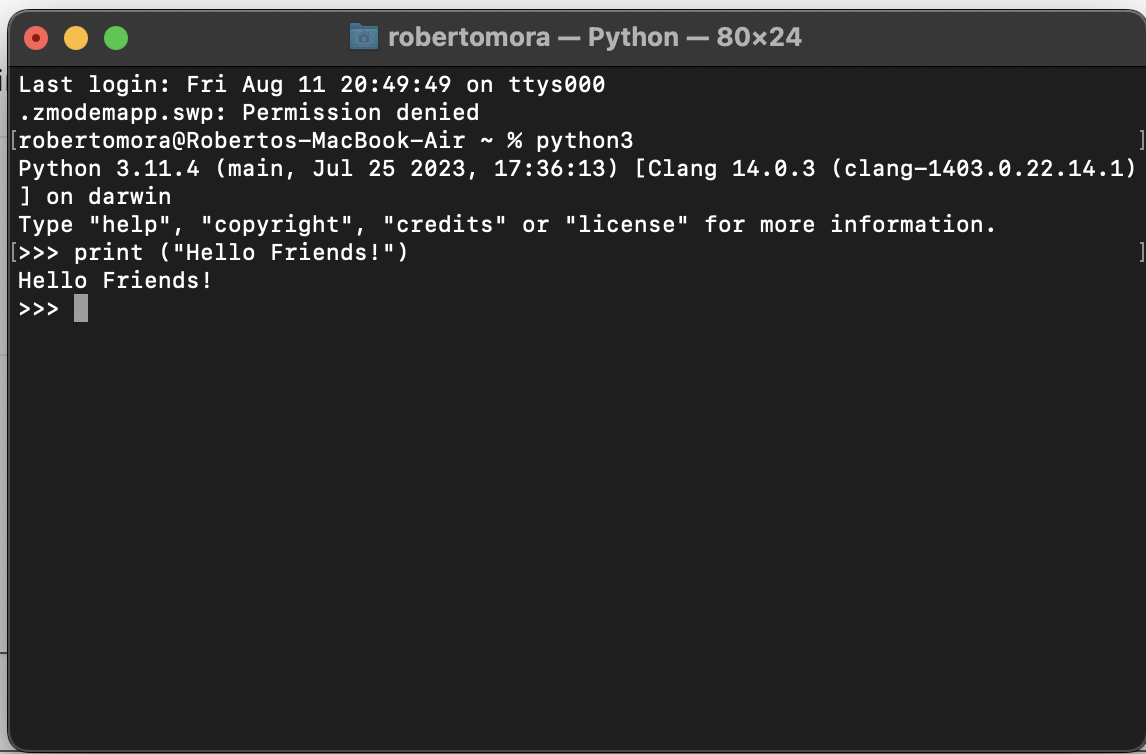 robertomora — Python — 80×24
Last login: Fri Aug 11 20:49:49 on ttys000
.zmodemapp.swp: Permission denied
[robertomora@Robertos-MacBook-Air ~ % python3 ]
Python 3.11.4 (main, Jul 25 2023, 17:36:13) [Clang 14.0.3 (clang-1403.0.22.14.1)
] on darwin
Type "help", "copyright", "credits" or "license" for more information.
[>>> print ("Hello Friends!") ]
Hello Friends!
>>>